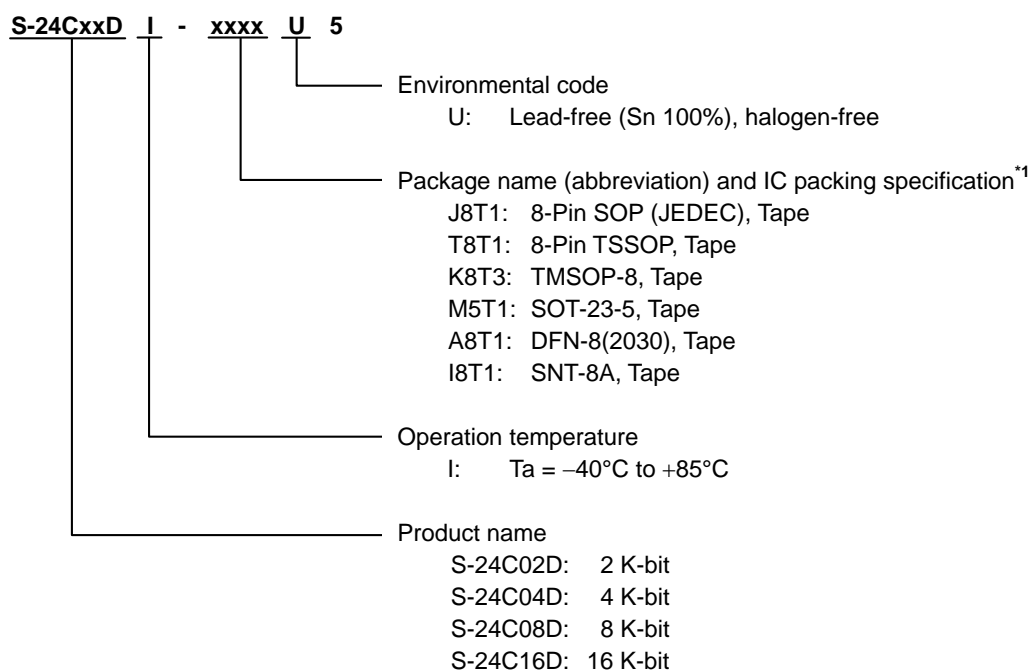 S-24CxxD I - xxxx U 5
Environmental code
U: Lead-free (Sn 100%), halogen-free
Package name (abbreviation) and IC packing specification*1
J8T1: 8-Pin SOP (JEDEC), Tape
T8T1: 8-Pin TSSOP, Tape
K8T3: TMSOP-8, Tape
M5T1: SOT-23-5, Tape
A8T1: DFN-8(2030), Tape
I8T1: SNT-8A, Tape
Operation temperature
I: Ta = −40°C to +85°C
Product name
S-24C02D: 2 K-bit
S-24C04D: 4 K-bit
S-24C08D: 8 K-bit
S-24C16D: 16 K-bit